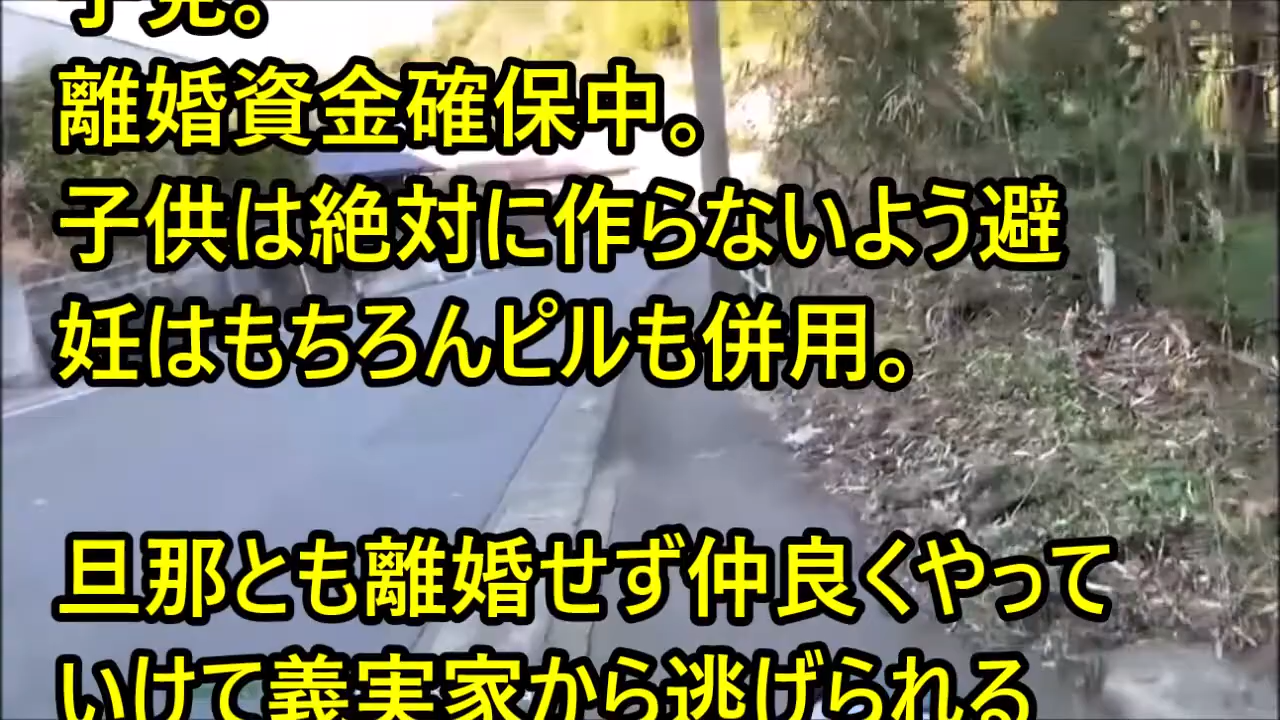 離婚資金確保中。
子供は絶対に作らないよう避
妊はもちろんピルも併用。
旦那とも離婚せず仲良くやって
いけて義実家から逃げられる